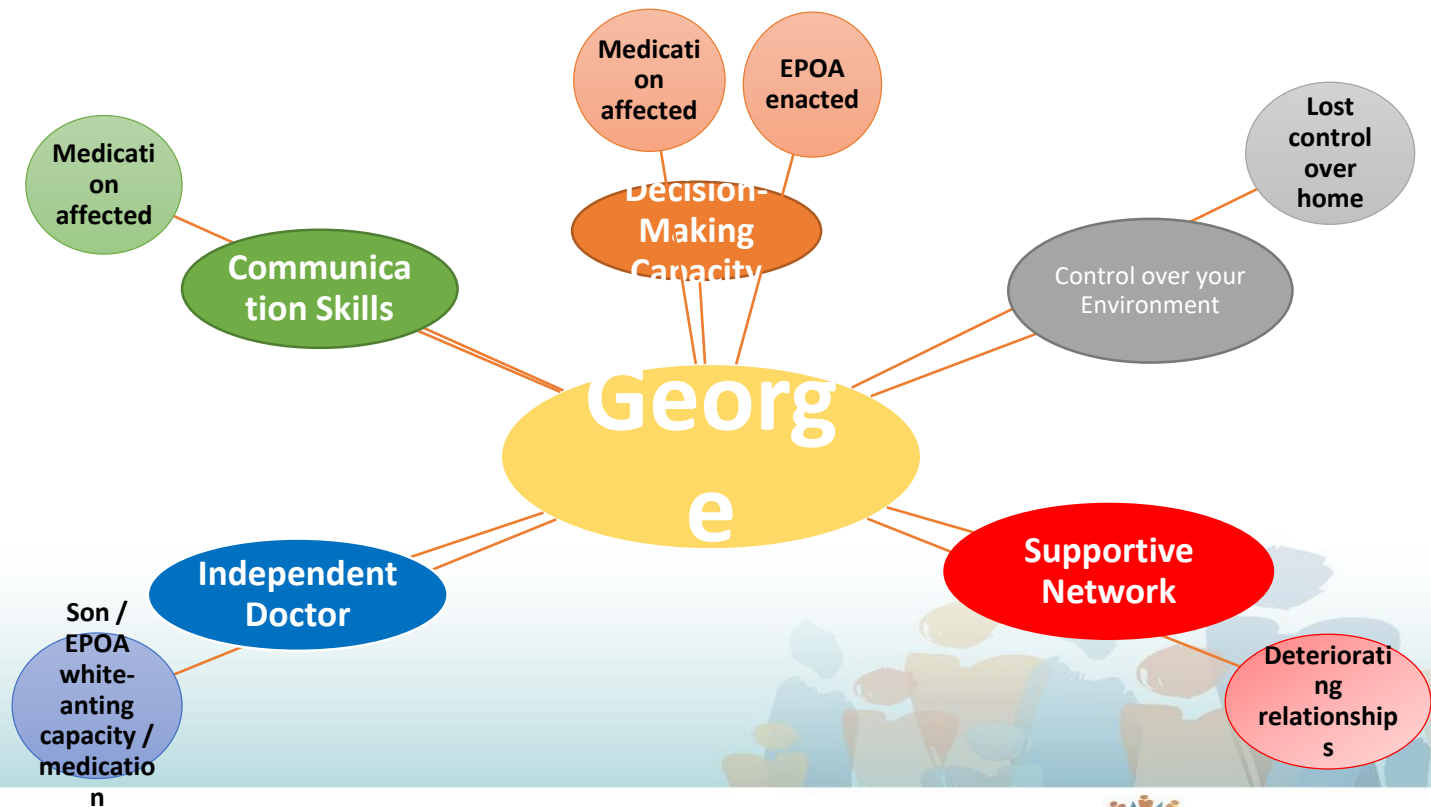 Medicati
on
affected
EPOA
enacted
Lost
control
over
home
Medicati
on
affected
Decision-
Making
Capacity
Communica
tion Skills
Control over your
Environment
Georg
e
Independent
Doctor
Supportive
Network
Son /
EPOA
white-
anting
capacity /
medicatio
n
Deteriorati
ng
relationship
s